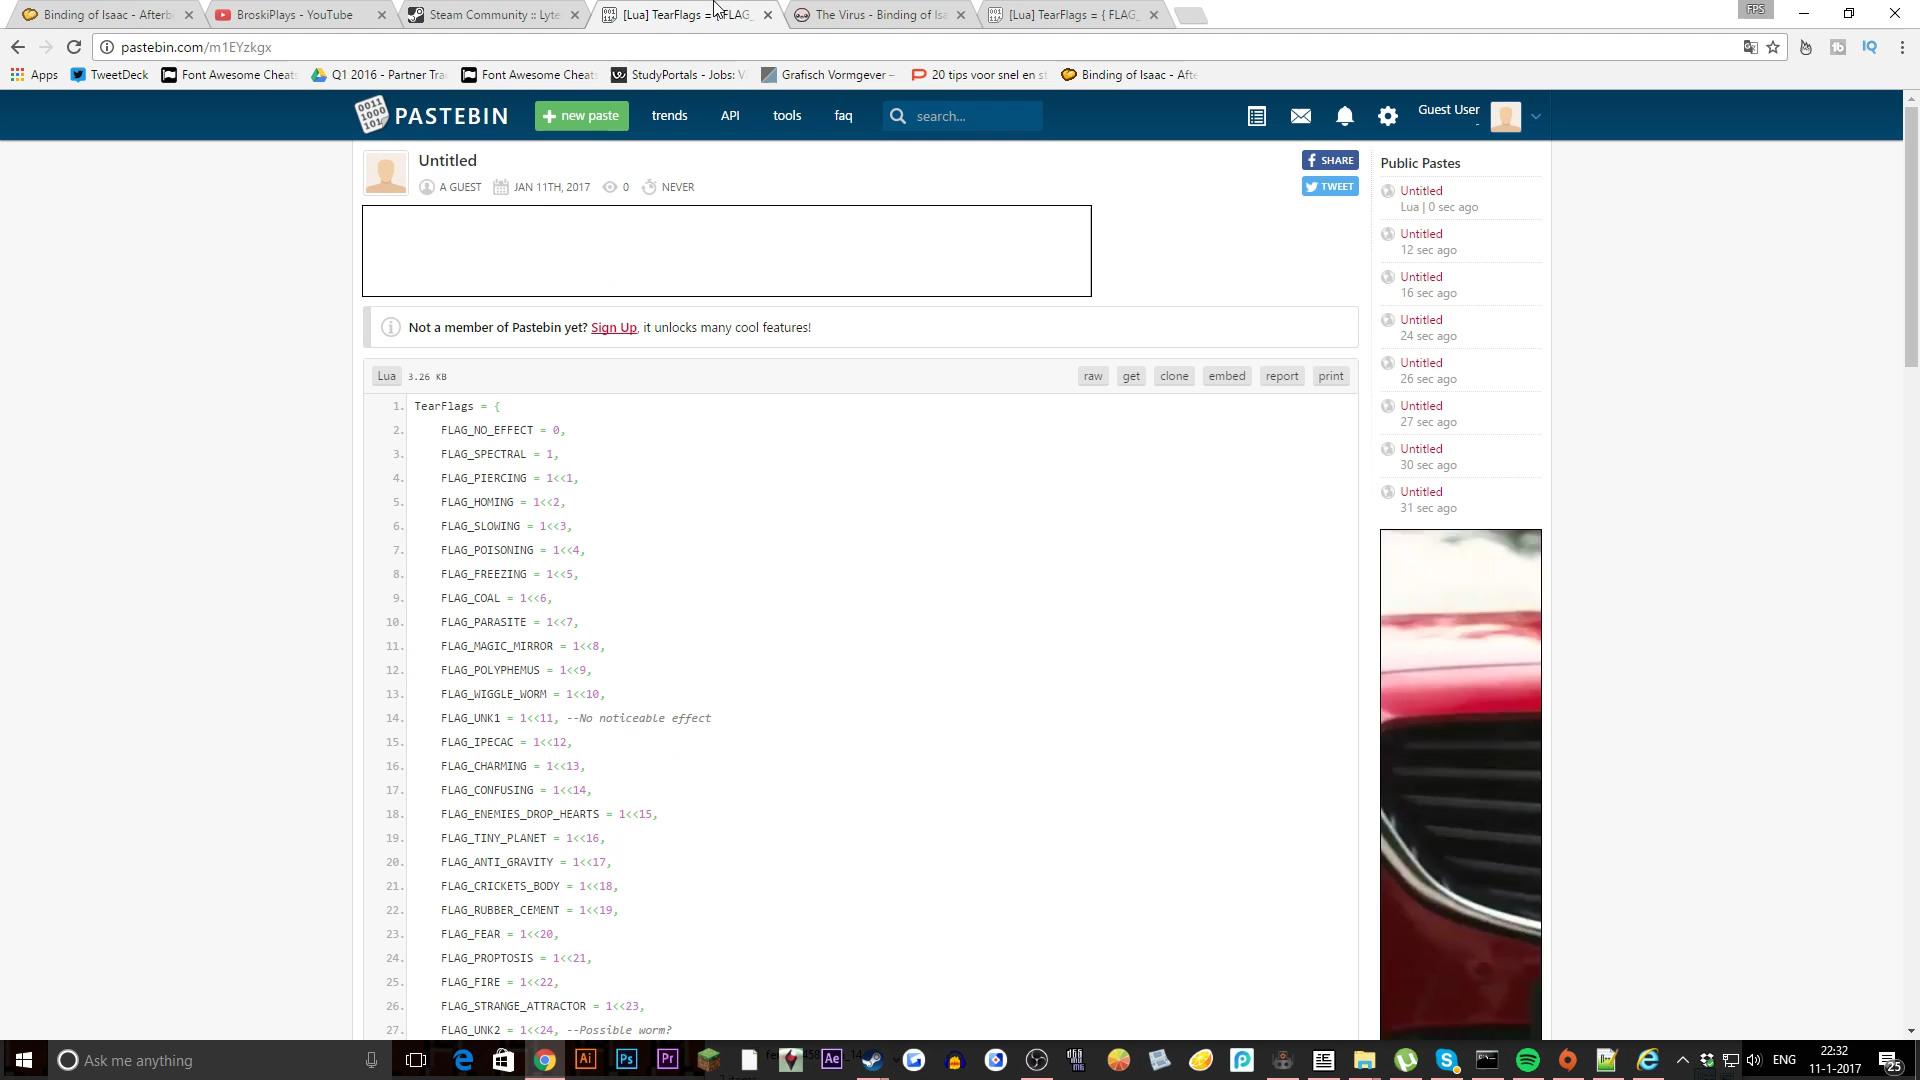 Binding of Isaac - Afterb
BroskiPlays - YouTube
Steam Community :: Lyte
[Lua] TearFlags = { FLAG_
The Virus - Binding of Isa
[Lua] TearFlags = { FLAG_
FPS
pastebin.com/m1EYzkgx
Apps
TweetDeck
Font Awesome Cheats
Q1 2016 - Partner Tra
Font Awesome Cheats
StudyPortals - Jobs: V
Grafisch Vormgever –
20 tips voor snel en st
Binding of Isaac - Afte
PASTEBIN
new paste
trends
API
tools
faq
search...
Guest User
-
Untitled
A GUEST
JAN 11TH, 2017
0
NEVER
SHARE
TWEET
Not a member of Pastebin yet? Sign Up, it unlocks many cool features!
Lua 3.26 KB
raw
get
clone
embed
report
print
1. TearFlags = {
2. FLAG_NO_EFFECT = 0,
3. FLAG_SPECTRAL = 1,
4. FLAG_PIERCING = 1<<1,
5. FLAG_HOMING = 1<<2,
6. FLAG_SLOWING = 1<<3,
7. FLAG_POISONING = 1<<4,
8. FLAG_FREEZING = 1<<5,
9. FLAG_COAL = 1<<6,
10. FLAG_PARASITE = 1<<7,
11. FLAG_MAGIC_MIRROR = 1<<8,
12. FLAG_POLYPHEMUS = 1<<9,
13. FLAG_WIGGLE_WORM = 1<<10,
14. FLAG_UNK1 = 1<<11, --No noticeable effect
15. FLAG_IPECAC = 1<<12,
16. FLAG_CHARMING = 1<<13,
17. FLAG_CONFUSING = 1<<14,
18. FLAG_ENEMIES_DROP_HEARTS = 1<<15,
19. FLAG_TINY_PLANET = 1<<16,
20. FLAG_ANTI_GRAVITY = 1<<17,
21. FLAG_CRICKETS_BODY = 1<<18,
22. FLAG_RUBBER_CEMENT = 1<<19,
23. FLAG_FEAR = 1<<20,
24. FLAG_PROPTOSIS = 1<<21,
25. FLAG_FIRE = 1<<22,
26. FLAG_STRANGE_ATTRACTOR = 1<<23,
27. FLAG_UNK2 = 1<<24, --Possible worm?
Public Pastes
Untitled
Lua | 0 sec ago
Untitled
12 sec ago
Untitled
16 sec ago
Untitled
24 sec ago
Untitled
26 sec ago
Untitled
27 sec ago
Untitled
30 sec ago
Untitled
31 sec ago
Ask me anything
Ai
Ps
Pr
Ae
ENG
22:32
11-1-2017
25